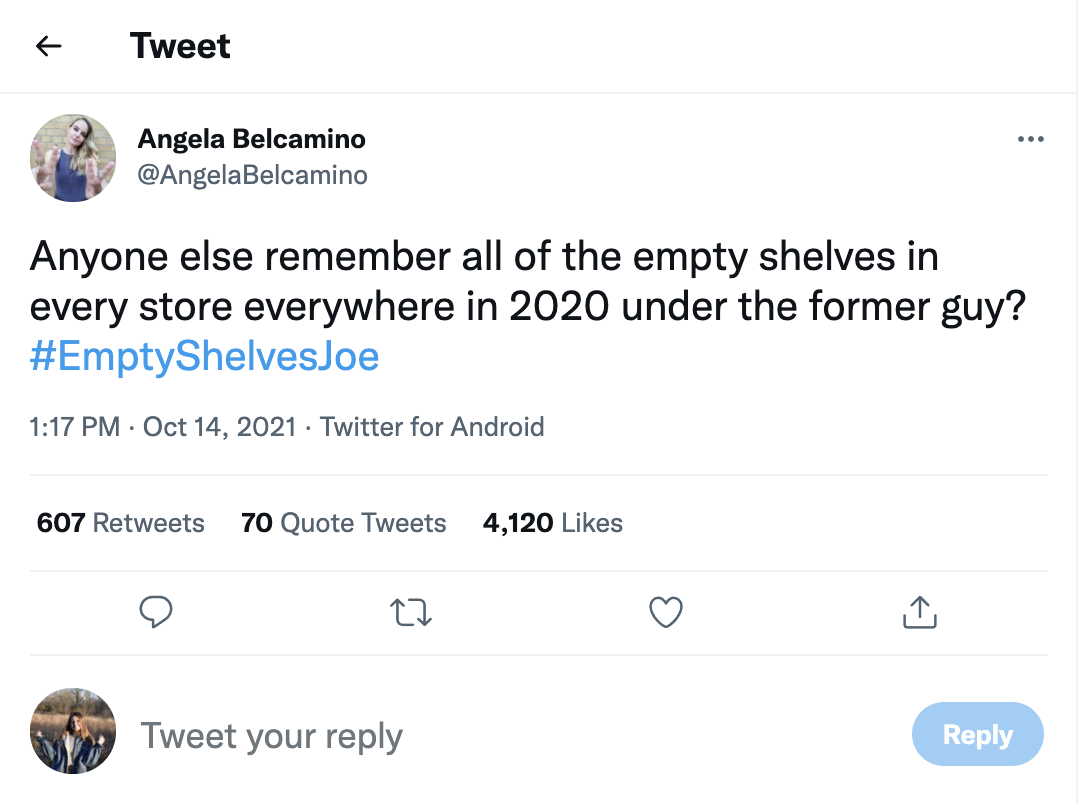 Tweet
Angela Belcamino
@AngelaBelcamino
Anyone else remember all of the empty shelves in
every store everywhere in 2020 under the former guy?
#EmptyShelvesJoe
1:17 PM · Oct 14, 2021 · Twitter for Android
607 Retweets 70 Quote Tweets 4,120 Likes
Tweet your reply Reply